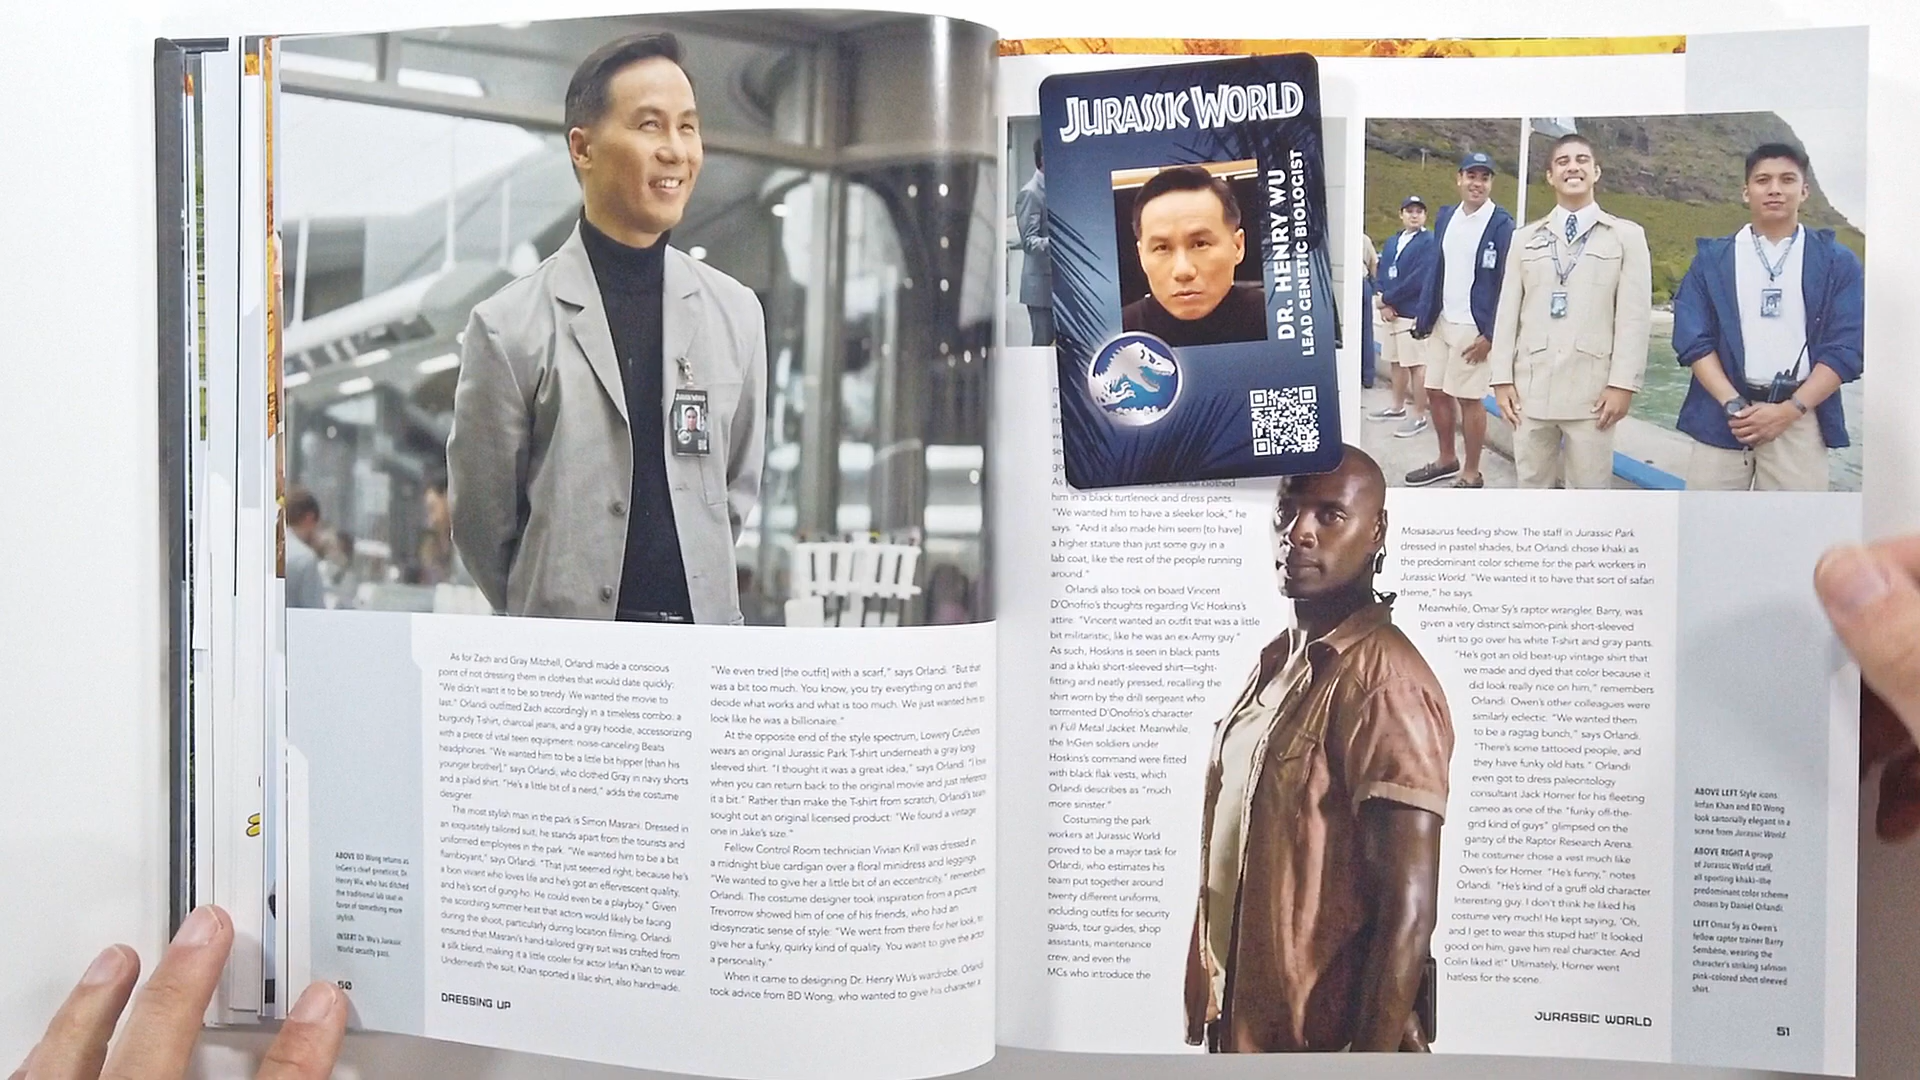 As for Zach and Gray Mitchell, Orlandi made a conscious
point of not dressing them in clothes that would date quickly:
"We didn't want it to be so trendy. We wanted the movie to
last." Orlandi outfitted Zach accordingly in a timeless combo: a
burgundy T-shirt, charcoal jeans, and a gray hoodie, accessorizing
with a piece of vital teen equipment: noise-canceling Beats
headphones. "We wanted him to be a little bit hipper [than his
younger brother]," says Orlandi, who clothed Gray in navy shorts
and a plaid shirt. "He's a little bit of a nerd," adds the costume
designer.
The most stylish man in the park is Simon Masrani. Dressed in
an exquisitely tailored suit, he stands apart from the tourists and
uniformed employees in the park. "We wanted him to be a bit
flamboyant," says Orlandi. "That just seemed right, because he's
a bon vivant who loves life and he's got an effervescent quality,
and he's sort of gung-ho. He could even be a playboy." Given
the scorching summer heat that actors would likely be facing
during the shoot, particularly during location filming, Orlandi
ensured that Masrani's hand-tailored gray suit was crafted from
a silk blend, making it a little cooler for actor Irrfan Khan to wear.
Underneath the suit, Khan sported a lilac shirt, also handmade.
"We even tried [the outfit] with a scarf," says Orlandi. "But that
was a bit too much. You know, you try everything on and then
decide what works and what is too much. We just wanted him to
look like he was a billionaire."
At the opposite end of the style spectrum, Lowery Cruthers
wears an original Jurassic Park T-shirt underneath a gray long
sleeved shirt. "I thought it was a great idea," says Orlandi. "I love
when you can return back to the original movie and just reference
it a bit." Rather than make the T-shirt from scratch, Orlandi's team
sought out an original licensed product: "We found a vintage
one in Jake's size."
Fellow Control Room technician Vivian Krill was dressed in
a midnight blue cardigan over a floral minidress and leggings.
"We wanted to give her a little bit of an eccentricity," remembers
Orlandi. The costume designer took inspiration from a picture
Trevorrow showed him of one of his friends, who had an
idiosyncratic sense of style: "We went from there for her look, to
give her a funky, quirky kind of quality. You want to give the actor
a personality."
When it came to designing Dr. Henry Wu's wardrobe, Orlandi
took advice from BD Wong, who wanted to give his character a
ABOVE BD Wong returns as
InGen's chief geneticist, Dr.
Henry Wu, who has ditched
the traditional lab coat in
favor of something more
stylish.
INSERT Dr. Wu's Jurassic
World security pass.
50
DRESSING UP
JURASSIC WORLD
JURASSIC WORLD
DR. HENRY WU
LEAD GENETIC BIOLOGIST
him in a black turtleneck and dress pants.
"We wanted him to have a sleeker look," he
says. "And it also made him seem [to have]
a higher stature than just some guy in a
lab coat, like the rest of the people running
around."
Orlandi also took on board Vincent
D'Onofrio's thoughts regarding Vic Hoskins's
attire: "Vincent wanted an outfit that was a little
bit militaristic, like he was an ex-Army guy."
As such, Hoskins is seen in black pants
and a khaki short-sleeved shirt—tight-
fitting and neatly pressed, recalling the
shirt worn by the drill sergeant who
tormented D'Onofrio's character
in Full Metal Jacket. Meanwhile,
the InGen soldiers under
Hoskins's command were fitted
with black flak vests, which
Orlandi describes as "much
more sinister."
Costuming the park
workers at Jurassic World
proved to be a major task for
Orlandi, who estimates his
team put together around
twenty different uniforms,
including outfits for security
guards, tour guides, shop
assistants, maintenance
crew, and even the
MCs who introduce the
Mosasaurus feeding show. The staff in Jurassic Park
dressed in pastel shades, but Orlandi chose khaki as
the predominant color scheme for the park workers in
Jurassic World. "We wanted it to have that sort of safari
theme," he says.
Meanwhile, Omar Sy's raptor wrangler, Barry, was
given a very distinct salmon-pink short-sleeved
shirt to go over his white T-shirt and gray pants.
"He's got an old beat-up vintage shirt that
we made and dyed that color because it
did look really nice on him," remembers
Orlandi. Owen's other colleagues were
similarly eclectic. "We wanted them
to be a ragtag bunch," says Orlandi.
"There's some tattooed people, and
they have funky old hats." Orlandi
even got to dress paleontology
consultant Jack Horner for his fleeting
cameo as one of the "funky off-the-
grid kind of guys" glimpsed on the
gantry of the Raptor Research Arena.
The costumer chose a vest much like
Owen's for Horner. "He's funny," notes
Orlandi. "He's kind of a gruff old character.
Interesting guy. I don't think he liked his
costume very much! He kept saying, 'Oh,
and I get to wear this stupid hat!' It looked
good on him, gave him real character. And
Colin liked it!" Ultimately, Horner went
hatless for the scene.
ABOVE LEFT Style icons:
Irrfan Khan and BD Wong
look sartorially elegant in a
scene from Jurassic World.
ABOVE RIGHT A group
of Jurassic World staff,
all sporting khaki—the
predominant color scheme
chosen by Daniel Orlandi.
LEFT Omar Sy as Owen's
fellow raptor trainer Barry
Sembène, wearing the
character's striking salmon
pink-colored short sleeved
shirt.
JURASSIC WORLD
51